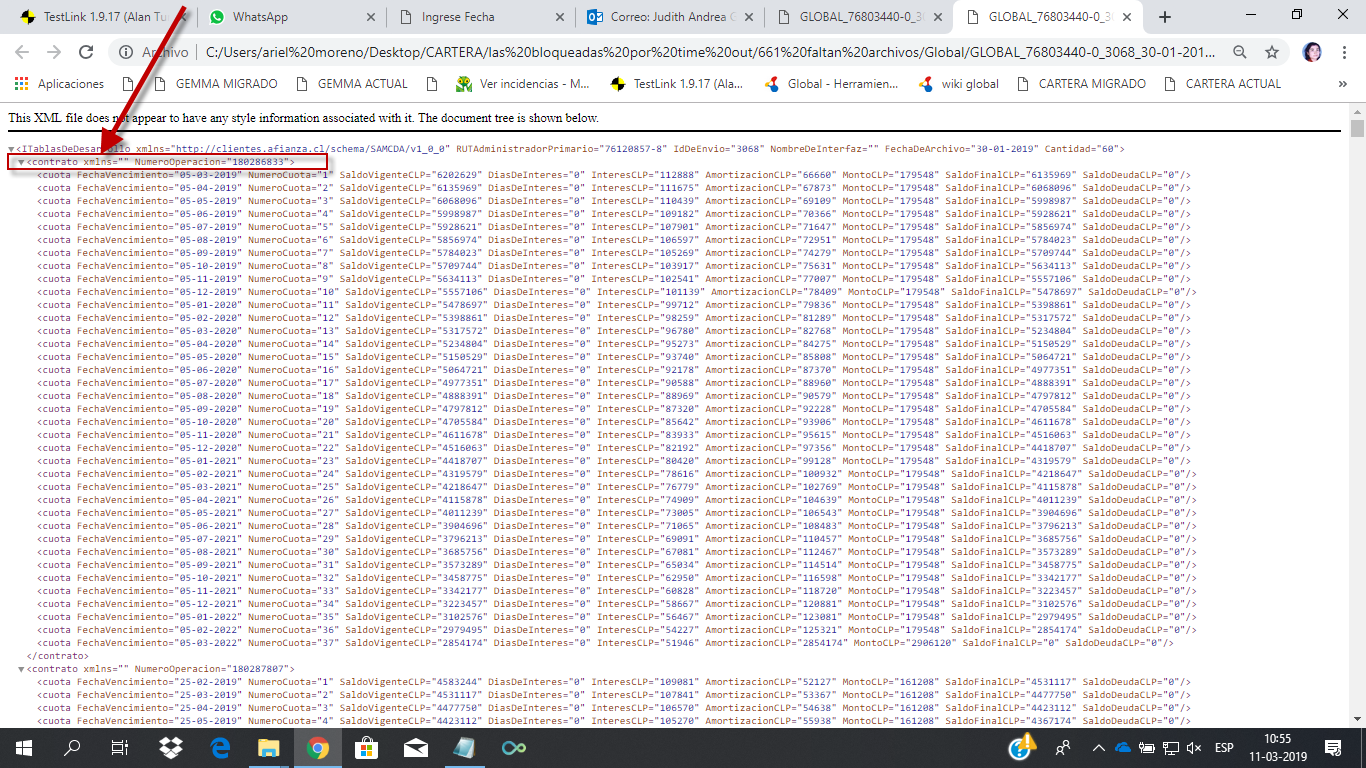 TestLink 1.9.17 (Alan Tu
WhatsApp
Ingrese Fecha
Correo: Judith Andrea G
GLOBAL_76803440-0_3
GLOBAL_76803440-0_3
Archivo
C:/Users/ariel%20moreno/Desktop/CARTERA/las%20bloqueadas%20por%20time%20out/661%20faltan%20archivos/Global/GLOBAL_76803440-0_3068_30-01-201...
Aplicaciones
GEMMA MIGRADO
GEMMA ACTUAL
Ver incidencias - M...
TestLink 1.9.17 (Ala...
Global - Herramien...
wiki global
CARTERA MIGRADO
CARTERA ACTUAL
»
This XML file does not appear to have any style information associated with it. The document tree is shown below.
<ITablasDeDesarrollo xmlns="http://clientes.afianza.cl/schema/SAMCDA/v1_0_0" RUTAdministradorPrimario="76120857-8" IdDeEnvio="3068" NombreDeInterfaz="" FechaDeArchivo="30-01-2019" Cantidad="60">
<contrato xmlns="" NumeroOperacion="180286833">
<cuota FechaVencimiento="05-03-2019" NumeroCuota="1" SaldoVigenteCLP="6202629" DiasDeInteres="0" InteresCLP="112888" AmortizacionCLP="66660" MontoCLP="179548" SaldoFinalCLP="6135969" SaldoDeudaCLP="0"/>
<cuota FechaVencimiento="05-04-2019" NumeroCuota="2" SaldoVigenteCLP="6135969" DiasDeInteres="0" InteresCLP="111675" AmortizacionCLP="67873" MontoCLP="179548" SaldoFinalCLP="6068096" SaldoDeudaCLP="0"/>
<cuota FechaVencimiento="05-05-2019" NumeroCuota="3" SaldoVigenteCLP="6068096" DiasDeInteres="0" InteresCLP="110439" AmortizacionCLP="69109" MontoCLP="179548" SaldoFinalCLP="5998987" SaldoDeudaCLP="0"/>
<cuota FechaVencimiento="05-06-2019" NumeroCuota="4" SaldoVigenteCLP="5998987" DiasDeInteres="0" InteresCLP="109182" AmortizacionCLP="70366" MontoCLP="179548" SaldoFinalCLP="5928621" SaldoDeudaCLP="0"/>
<cuota FechaVencimiento="05-07-2019" NumeroCuota="5" SaldoVigenteCLP="5928621" DiasDeInteres="0" InteresCLP="107901" AmortizacionCLP="71647" MontoCLP="179548" SaldoFinalCLP="5856974" SaldoDeudaCLP="0"/>
<cuota FechaVencimiento="05-08-2019" NumeroCuota="6" SaldoVigenteCLP="5856974" DiasDeInteres="0" InteresCLP="106597" AmortizacionCLP="72951" MontoCLP="179548" SaldoFinalCLP="5784023" SaldoDeudaCLP="0"/>
<cuota FechaVencimiento="05-09-2019" NumeroCuota="7" SaldoVigenteCLP="5784023" DiasDeInteres="0" InteresCLP="105269" AmortizacionCLP="74279" MontoCLP="179548" SaldoFinalCLP="5709744" SaldoDeudaCLP="0"/>
<cuota FechaVencimiento="05-10-2019" NumeroCuota="8" SaldoVigenteCLP="5709744" DiasDeInteres="0" InteresCLP="103917" AmortizacionCLP="75631" MontoCLP="179548" SaldoFinalCLP="5634113" SaldoDeudaCLP="0"/>
<cuota FechaVencimiento="05-11-2019" NumeroCuota="9" SaldoVigenteCLP="5634113" DiasDeInteres="0" InteresCLP="102541" AmortizacionCLP="77007" MontoCLP="179548" SaldoFinalCLP="5557106" SaldoDeudaCLP="0"/>
<cuota FechaVencimiento="05-12-2019" NumeroCuota="10" SaldoVigenteCLP="5557106" DiasDeInteres="0" InteresCLP="101139" AmortizacionCLP="78409" MontoCLP="179548" SaldoFinalCLP="5478697" SaldoDeudaCLP="0"/>
<cuota FechaVencimiento="05-01-2020" NumeroCuota="11" SaldoVigenteCLP="5478697" DiasDeInteres="0" InteresCLP="99712" AmortizacionCLP="79836" MontoCLP="179548" SaldoFinalCLP="5398861" SaldoDeudaCLP="0"/>
<cuota FechaVencimiento="05-02-2020" NumeroCuota="12" SaldoVigenteCLP="5398861" DiasDeInteres="0" InteresCLP="98259" AmortizacionCLP="81289" MontoCLP="179548" SaldoFinalCLP="5317572" SaldoDeudaCLP="0"/>
<cuota FechaVencimiento="05-03-2020" NumeroCuota="13" SaldoVigenteCLP="5317572" DiasDeInteres="0" InteresCLP="96780" AmortizacionCLP="82768" MontoCLP="179548" SaldoFinalCLP="5234804" SaldoDeudaCLP="0"/>
<cuota FechaVencimiento="05-04-2020" NumeroCuota="14" SaldoVigenteCLP="5234804" DiasDeInteres="0" InteresCLP="95273" AmortizacionCLP="84275" MontoCLP="179548" SaldoFinalCLP="5150529" SaldoDeudaCLP="0"/>
<cuota FechaVencimiento="05-05-2020" NumeroCuota="15" SaldoVigenteCLP="5150529" DiasDeInteres="0" InteresCLP="93740" AmortizacionCLP="85808" MontoCLP="179548" SaldoFinalCLP="5064721" SaldoDeudaCLP="0"/>
<cuota FechaVencimiento="05-06-2020" NumeroCuota="16" SaldoVigenteCLP="5064721" DiasDeInteres="0" InteresCLP="92178" AmortizacionCLP="87370" MontoCLP="179548" SaldoFinalCLP="4977351" SaldoDeudaCLP="0"/>
<cuota FechaVencimiento="05-07-2020" NumeroCuota="17" SaldoVigenteCLP="4977351" DiasDeInteres="0" InteresCLP="90588" AmortizacionCLP="88960" MontoCLP="179548" SaldoFinalCLP="4888391" SaldoDeudaCLP="0"/>
<cuota FechaVencimiento="05-08-2020" NumeroCuota="18" SaldoVigenteCLP="4888391" DiasDeInteres="0" InteresCLP="88969" AmortizacionCLP="90579" MontoCLP="179548" SaldoFinalCLP="4797812" SaldoDeudaCLP="0"/>
<cuota FechaVencimiento="05-09-2020" NumeroCuota="19" SaldoVigenteCLP="4797812" DiasDeInteres="0" InteresCLP="87320" AmortizacionCLP="92228" MontoCLP="179548" SaldoFinalCLP="4705584" SaldoDeudaCLP="0"/>
<cuota FechaVencimiento="05-10-2020" NumeroCuota="20" SaldoVigenteCLP="4705584" DiasDeInteres="0" InteresCLP="85642" AmortizacionCLP="93906" MontoCLP="179548" SaldoFinalCLP="4611678" SaldoDeudaCLP="0"/>
<cuota FechaVencimiento="05-11-2020" NumeroCuota="21" SaldoVigenteCLP="4611678" DiasDeInteres="0" InteresCLP="83933" AmortizacionCLP="95615" MontoCLP="179548" SaldoFinalCLP="4516063" SaldoDeudaCLP="0"/>
<cuota FechaVencimiento="05-12-2020" NumeroCuota="22" SaldoVigenteCLP="4516063" DiasDeInteres="0" InteresCLP="82192" AmortizacionCLP="97356" MontoCLP="179548" SaldoFinalCLP="4418707" SaldoDeudaCLP="0"/>
<cuota FechaVencimiento="05-01-2021" NumeroCuota="23" SaldoVigenteCLP="4418707" DiasDeInteres="0" InteresCLP="80420" AmortizacionCLP="99128" MontoCLP="179548" SaldoFinalCLP="4319579" SaldoDeudaCLP="0"/>
<cuota FechaVencimiento="05-02-2021" NumeroCuota="24" SaldoVigenteCLP="4319579" DiasDeInteres="0" InteresCLP="78616" AmortizacionCLP="100932" MontoCLP="179548" SaldoFinalCLP="4218647" SaldoDeudaCLP="0"/>
<cuota FechaVencimiento="05-03-2021" NumeroCuota="25" SaldoVigenteCLP="4218647" DiasDeInteres="0" InteresCLP="76779" AmortizacionCLP="102769" MontoCLP="179548" SaldoFinalCLP="4115878" SaldoDeudaCLP="0"/>
<cuota FechaVencimiento="05-04-2021" NumeroCuota="26" SaldoVigenteCLP="4115878" DiasDeInteres="0" InteresCLP="74909" AmortizacionCLP="104639" MontoCLP="179548" SaldoFinalCLP="4011239" SaldoDeudaCLP="0"/>
<cuota FechaVencimiento="05-05-2021" NumeroCuota="27" SaldoVigenteCLP="4011239" DiasDeInteres="0" InteresCLP="73005" AmortizacionCLP="106543" MontoCLP="179548" SaldoFinalCLP="3904696" SaldoDeudaCLP="0"/>
<cuota FechaVencimiento="05-06-2021" NumeroCuota="28" SaldoVigenteCLP="3904696" DiasDeInteres="0" InteresCLP="71065" AmortizacionCLP="108483" MontoCLP="179548" SaldoFinalCLP="3796213" SaldoDeudaCLP="0"/>
<cuota FechaVencimiento="05-07-2021" NumeroCuota="29" SaldoVigenteCLP="3796213" DiasDeInteres="0" InteresCLP="69091" AmortizacionCLP="110457" MontoCLP="179548" SaldoFinalCLP="3685756" SaldoDeudaCLP="0"/>
<cuota FechaVencimiento="05-08-2021" NumeroCuota="30" SaldoVigenteCLP="3685756" DiasDeInteres="0" InteresCLP="67081" AmortizacionCLP="112467" MontoCLP="179548" SaldoFinalCLP="3573289" SaldoDeudaCLP="0"/>
<cuota FechaVencimiento="05-09-2021" NumeroCuota="31" SaldoVigenteCLP="3573289" DiasDeInteres="0" InteresCLP="65034" AmortizacionCLP="114514" MontoCLP="179548" SaldoFinalCLP="3458775" SaldoDeudaCLP="0"/>
<cuota FechaVencimiento="05-10-2021" NumeroCuota="32" SaldoVigenteCLP="3458775" DiasDeInteres="0" InteresCLP="62950" AmortizacionCLP="116598" MontoCLP="179548" SaldoFinalCLP="3342177" SaldoDeudaCLP="0"/>
<cuota FechaVencimiento="05-11-2021" NumeroCuota="33" SaldoVigenteCLP="3342177" DiasDeInteres="0" InteresCLP="60828" AmortizacionCLP="118720" MontoCLP="179548" SaldoFinalCLP="3223457" SaldoDeudaCLP="0"/>
<cuota FechaVencimiento="05-12-2021" NumeroCuota="34" SaldoVigenteCLP="3223457" DiasDeInteres="0" InteresCLP="58667" AmortizacionCLP="120881" MontoCLP="179548" SaldoFinalCLP="3102576" SaldoDeudaCLP="0"/>
<cuota FechaVencimiento="05-01-2022" NumeroCuota="35" SaldoVigenteCLP="3102576" DiasDeInteres="0" InteresCLP="56467" AmortizacionCLP="123081" MontoCLP="179548" SaldoFinalCLP="2979495" SaldoDeudaCLP="0"/>
<cuota FechaVencimiento="05-02-2022" NumeroCuota="36" SaldoVigenteCLP="2979495" DiasDeInteres="0" InteresCLP="54227" AmortizacionCLP="125321" MontoCLP="179548" SaldoFinalCLP="2854174" SaldoDeudaCLP="0"/>
<cuota FechaVencimiento="05-03-2022" NumeroCuota="37" SaldoVigenteCLP="2854174" DiasDeInteres="0" InteresCLP="51946" AmortizacionCLP="2854174" MontoCLP="2906120" SaldoFinalCLP="0" SaldoDeudaCLP="0"/>
</contrato>
<contrato xmlns="" NumeroOperacion="180287807">
<cuota FechaVencimiento="25-02-2019" NumeroCuota="1" SaldoVigenteCLP="4583244" DiasDeInteres="0" InteresCLP="109081" AmortizacionCLP="52127" MontoCLP="161208" SaldoFinalCLP="4531117" SaldoDeudaCLP="0"/>
<cuota FechaVencimiento="25-03-2019" NumeroCuota="2" SaldoVigenteCLP="4531117" DiasDeInteres="0" InteresCLP="107841" AmortizacionCLP="53367" MontoCLP="161208" SaldoFinalCLP="4477750" SaldoDeudaCLP="0"/>
<cuota FechaVencimiento="25-04-2019" NumeroCuota="3" SaldoVigenteCLP="4477750" DiasDeInteres="0" InteresCLP="106570" AmortizacionCLP="54638" MontoCLP="161208" SaldoFinalCLP="4423112" SaldoDeudaCLP="0"/>
<cuota FechaVencimiento="25-05-2019" NumeroCuota="4" SaldoVigenteCLP="4423112" DiasDeInteres="0" InteresCLP="105270" AmortizacionCLP="55938" MontoCLP="161208" SaldoFinalCLP="4367174" SaldoDeudaCLP="0"/>
ESP
10:55
11-03-2019